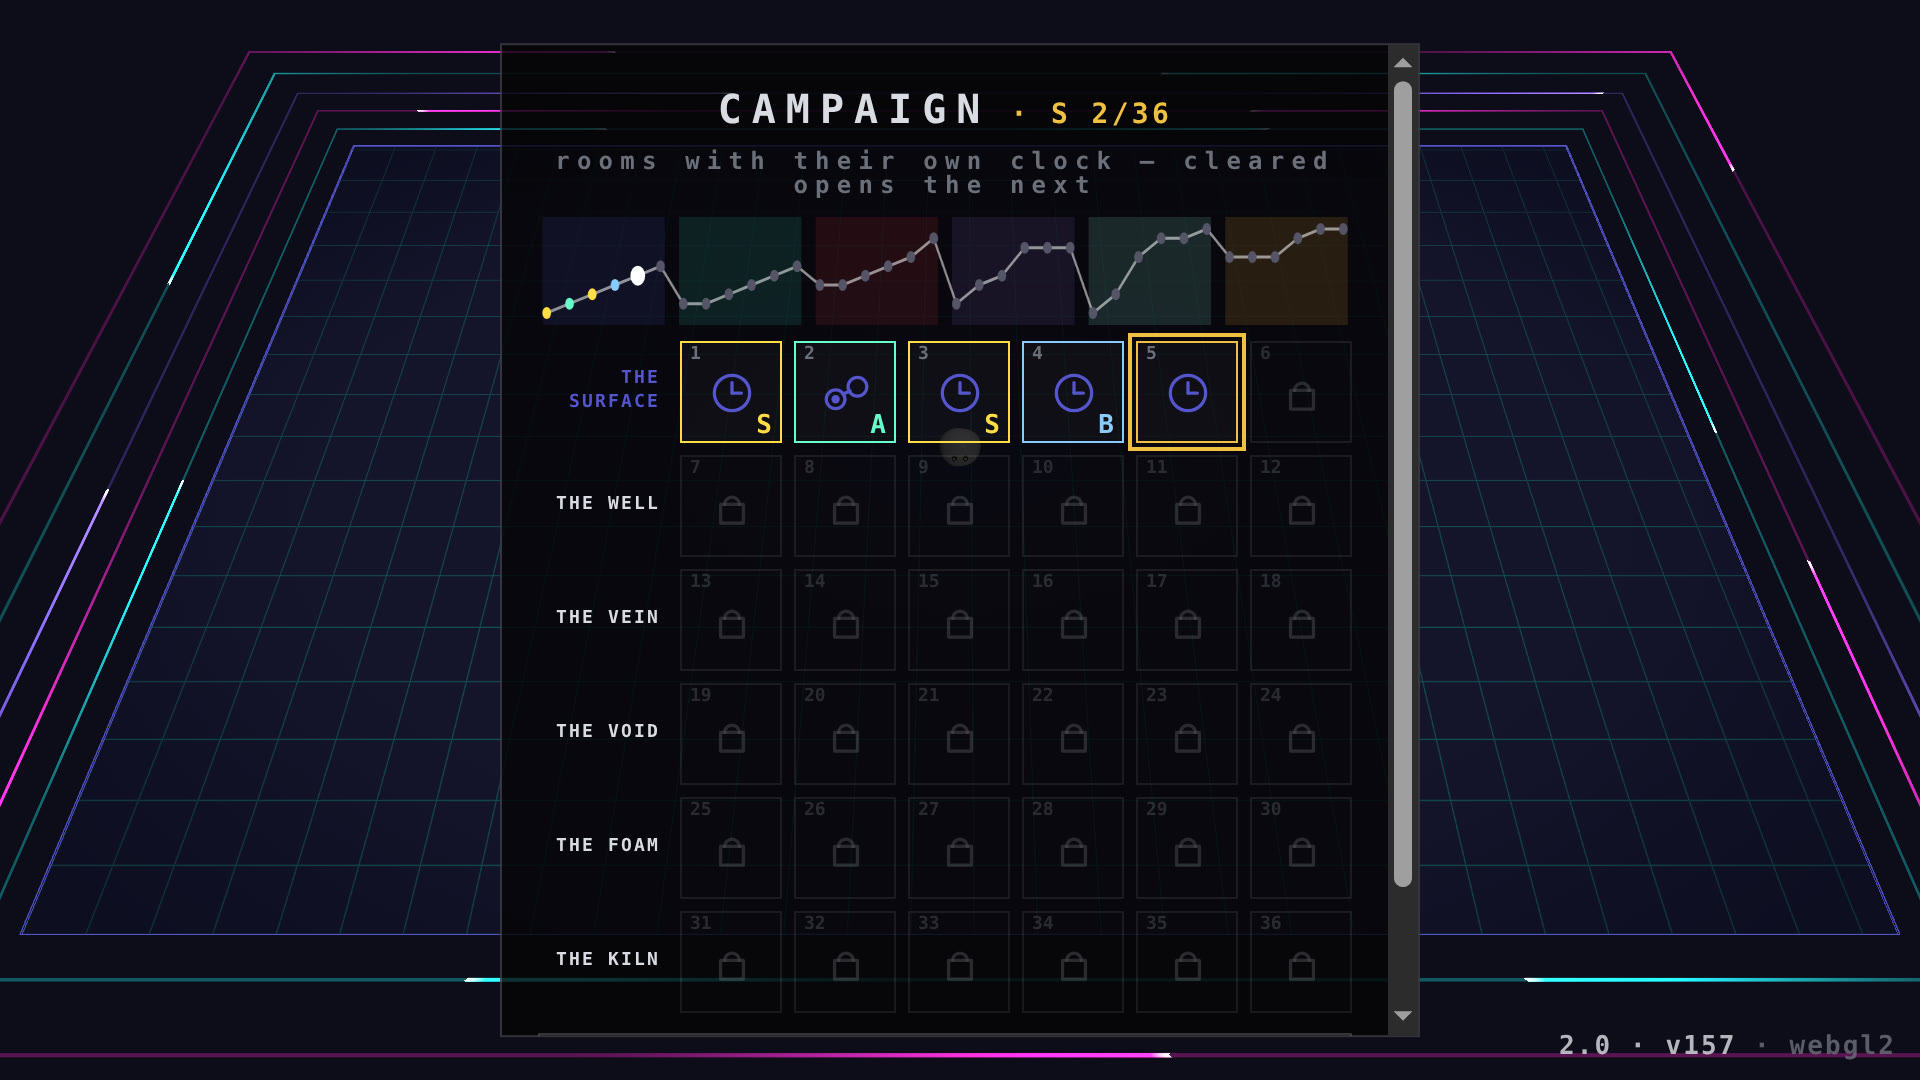 CAMPAIGN · S 2/36
rooms with their own clock — cleared
opens the next
THE
SURFACE
1 2 3 4 5 6
S A S B
THE WELL
7 8 9 10 11 12
THE VEIN
13 14 15 16 17 18
THE VOID
19 20 21 22 23 24
THE FOAM
25 26 27 28 29 30
THE KILN
31 32 33 34 35 36
2.0 · v157 · webgl2